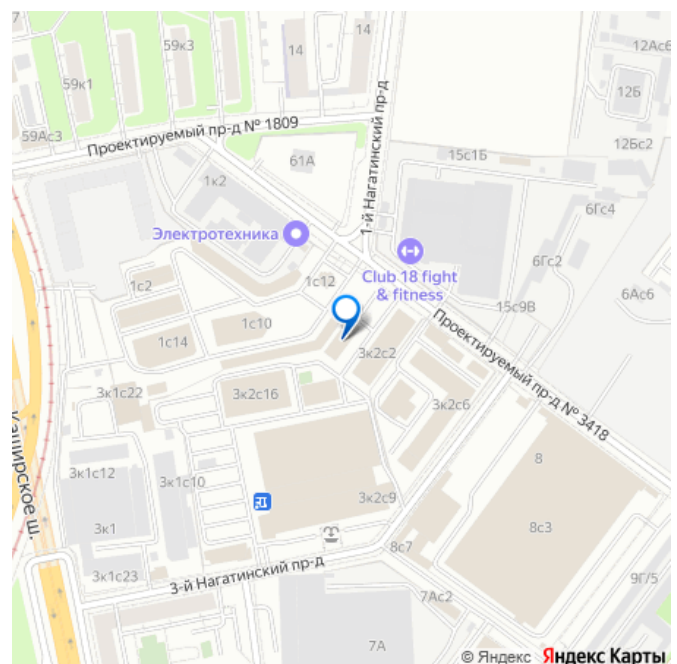 7
59к3
14
14
12Ас6
59к1
12Б
59Ас3
Проектируемый пр-д № 1809
12Бс2
61А
15с1Б
1к2
1-й Нагатинский пр-д
6Гс4
Электротехника
Club 18 fight
& fitness
6Гс2
1с2
1с12
6Ас6
15с9В
1с10
Проектируемый пр-д № 3418
1с14
3к2с2
3к1с22
3к2с16
3к2с6
Каширское ш.
3к1с12
3к1с10
8
3к2с9
3к1
8с3
8с7
3к1с23
3-й Нагатинский пр-д
9Г/5
7Ас2
7А
© Яндекс Яндекс Карты